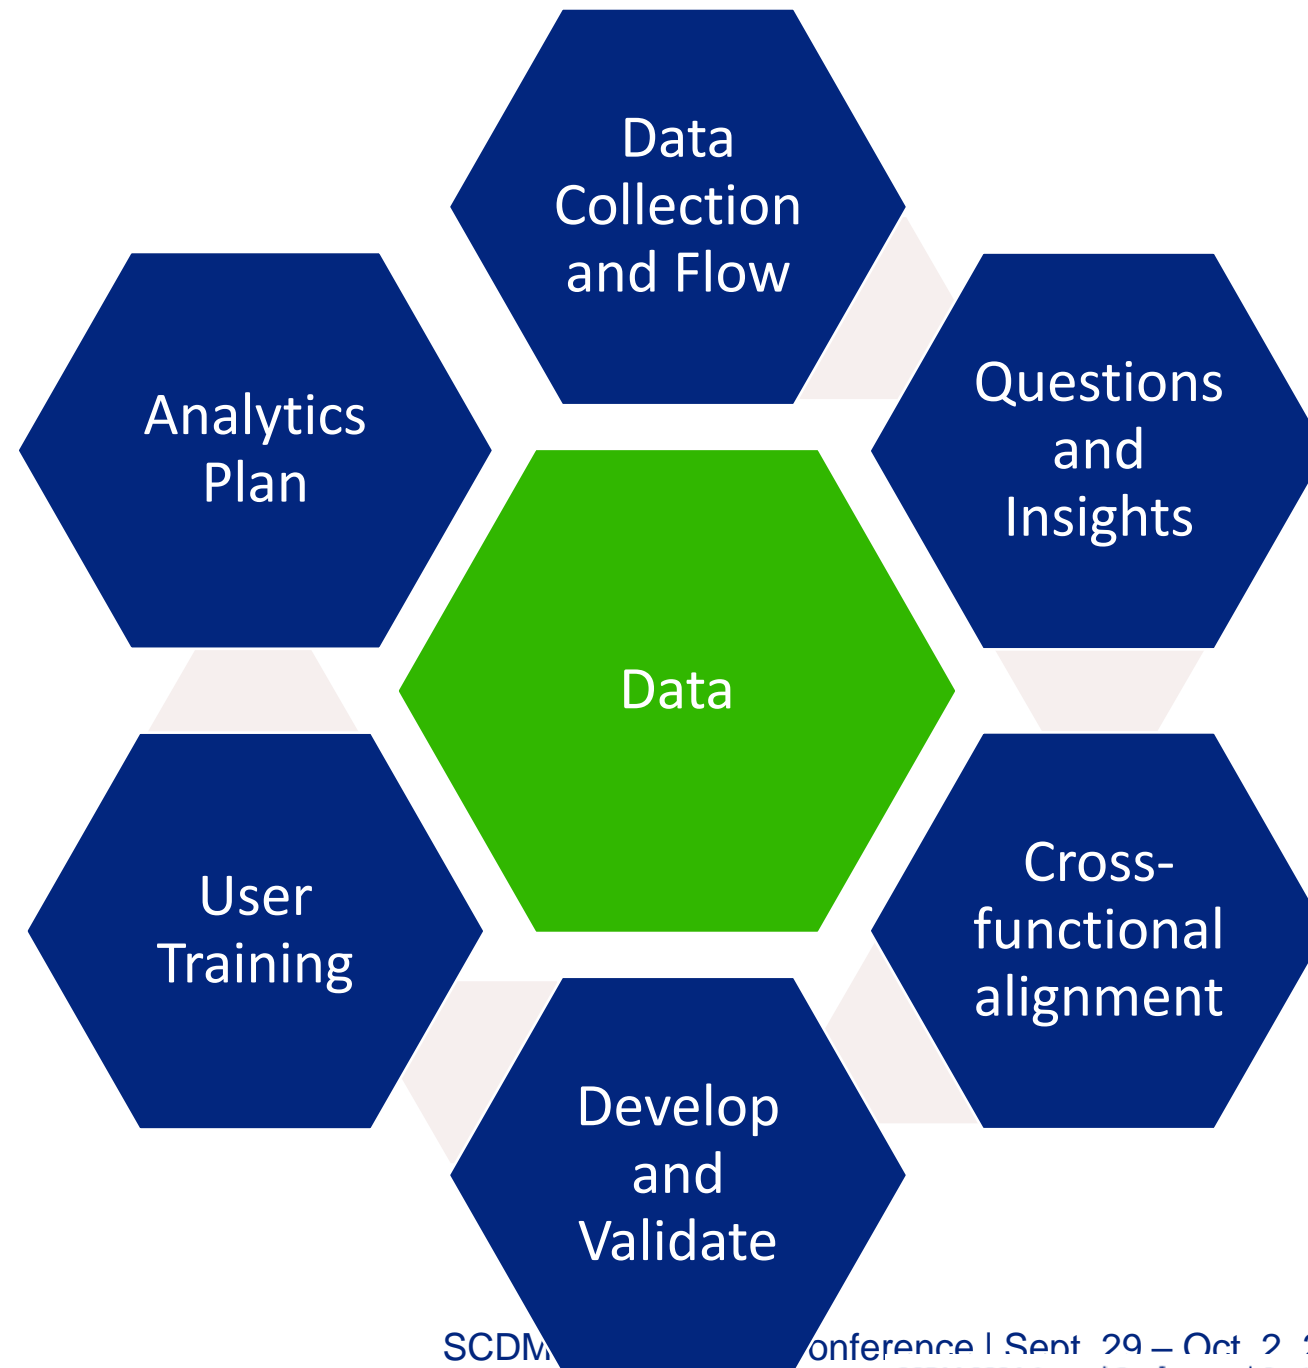 Data
Collection
and Flow
Questions
and
Insights
Cross-
functional
alignment
Develop
and
Validate
User
Training
Analytics
Plan
Data
SCDM onference | Sept. 29 – Oct. 2,